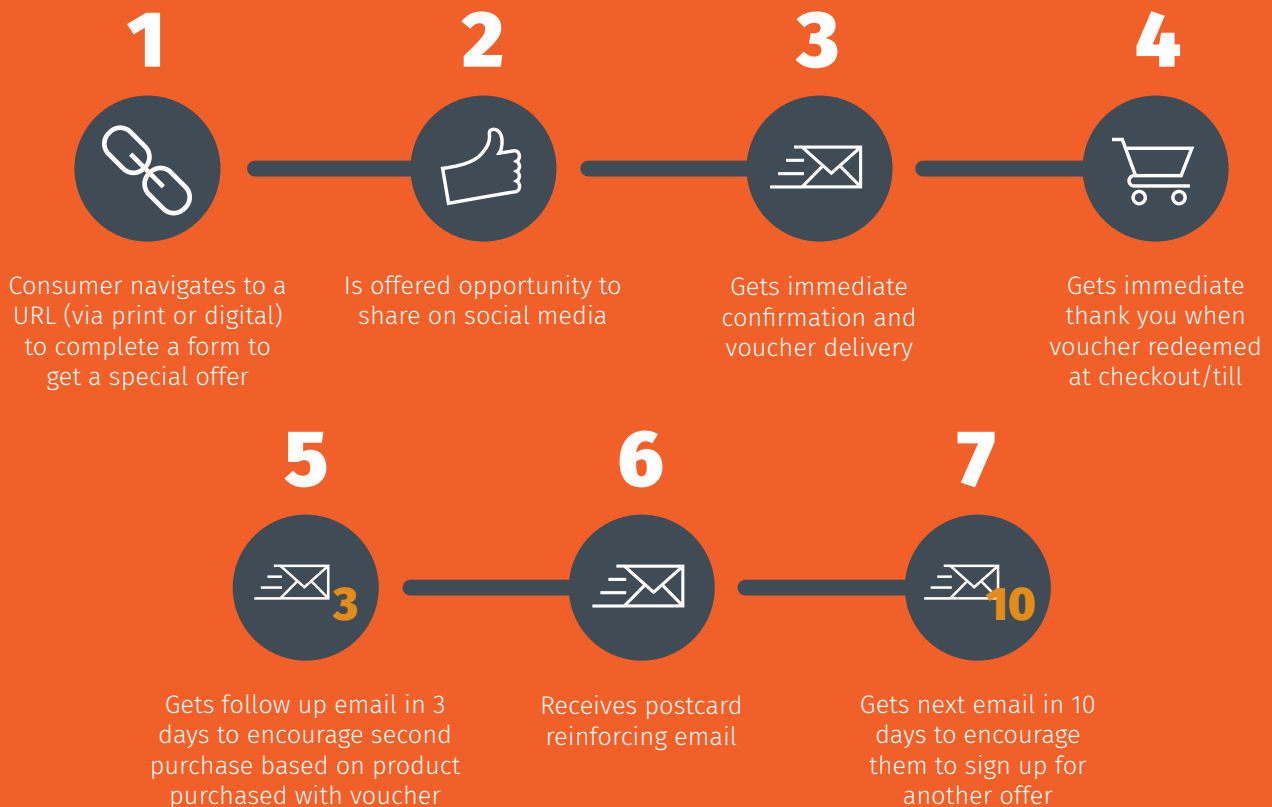 1
2
3
4
Consumer navigates to a
URL (via print or digital)
to complete a form to
get a special offer
Is offered opportunity to
share on social media
Gets immediate
confirmation and
voucher delivery
Gets immediate
thank you when
voucher redeemed
at checkout/till
5
6
7
3
10
Gets follow up email in 3
days to encourage second
purchase based on product
purchased with voucher
Receives postcard
reinforcing email
Gets next email in 10
days to encourage
them to sign up for
another offer